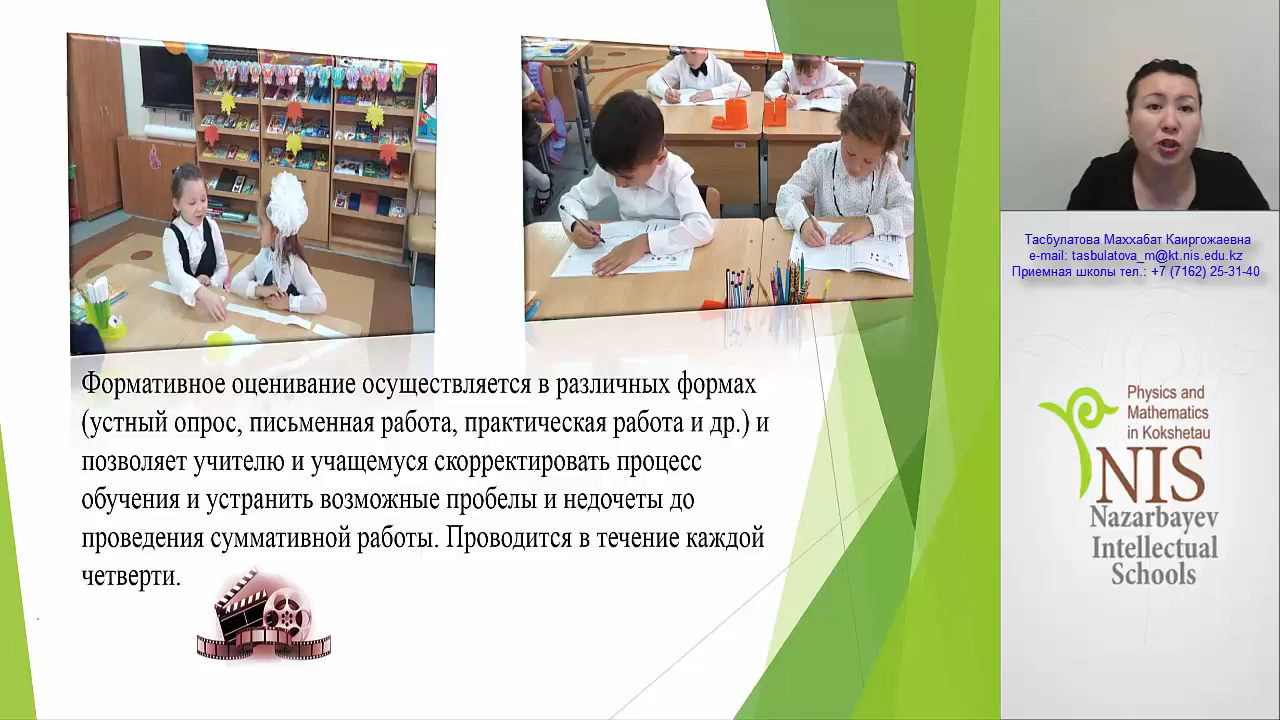 Формативное оценивание осуществляется в различных формах
(устный опрос, письменная работа, практическая работа и др.) и
позволяет учителю и учащемуся скорректировать процесс
обучения и устранить возможные пробелы и недочеты до
проведения суммативной работы. Проводится в течение каждой
четверти.
Тасбулатова Маххабат Каиргожаевна
e-mail: tasbulatova_m@kt.nis.edu.kz
Приемная школы тел.: +7 (7162) 25-31-40
Physics and
Mathematics
in Kokshetau
NIS
Nazarbayev
Intellectual
Schools